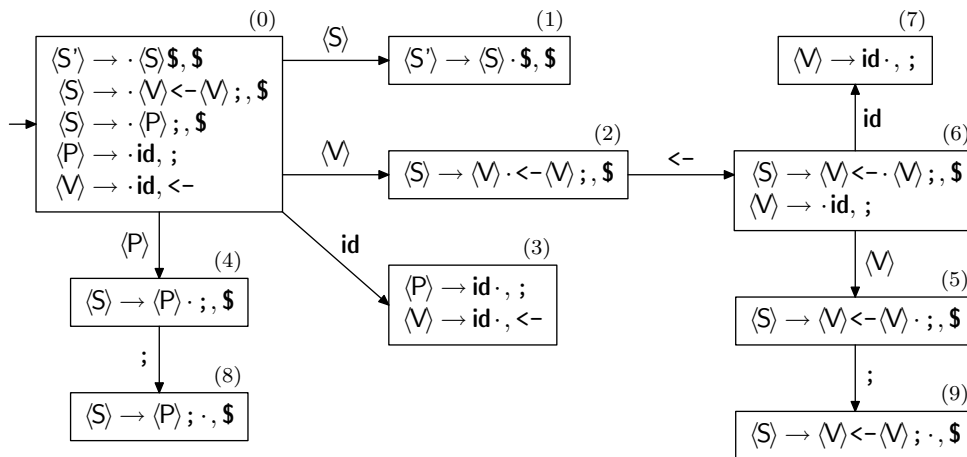 (0)
⟨S'⟩ → · ⟨S⟩ $, $
⟨S⟩ → · ⟨V⟩ <- ⟨V⟩ ; , $
⟨S⟩ → · ⟨P⟩ ; , $
⟨P⟩ → · id, ;
⟨V⟩ → · id, <-
⟨S⟩
(1)
⟨S'⟩ → ⟨S⟩ · $, $
(7)
⟨V⟩ → id · , ;
id
⟨V⟩
(2)
⟨S⟩ → ⟨V⟩ · <- ⟨V⟩ ; , $
<-
(6)
⟨S⟩ → ⟨V⟩ <- · ⟨V⟩ ; , $
⟨V⟩ → · id, ;
⟨P⟩
id
⟨V⟩
(4)
⟨S⟩ → ⟨P⟩ · ; , $
(3)
⟨P⟩ → id · , ;
⟨V⟩ → id · , <-
(5)
⟨S⟩ → ⟨V⟩ <- ⟨V⟩ · ; , $
;
;
(8)
⟨S⟩ → ⟨P⟩ ; · , $
(9)
⟨S⟩ → ⟨V⟩ <- ⟨V⟩ ; · , $